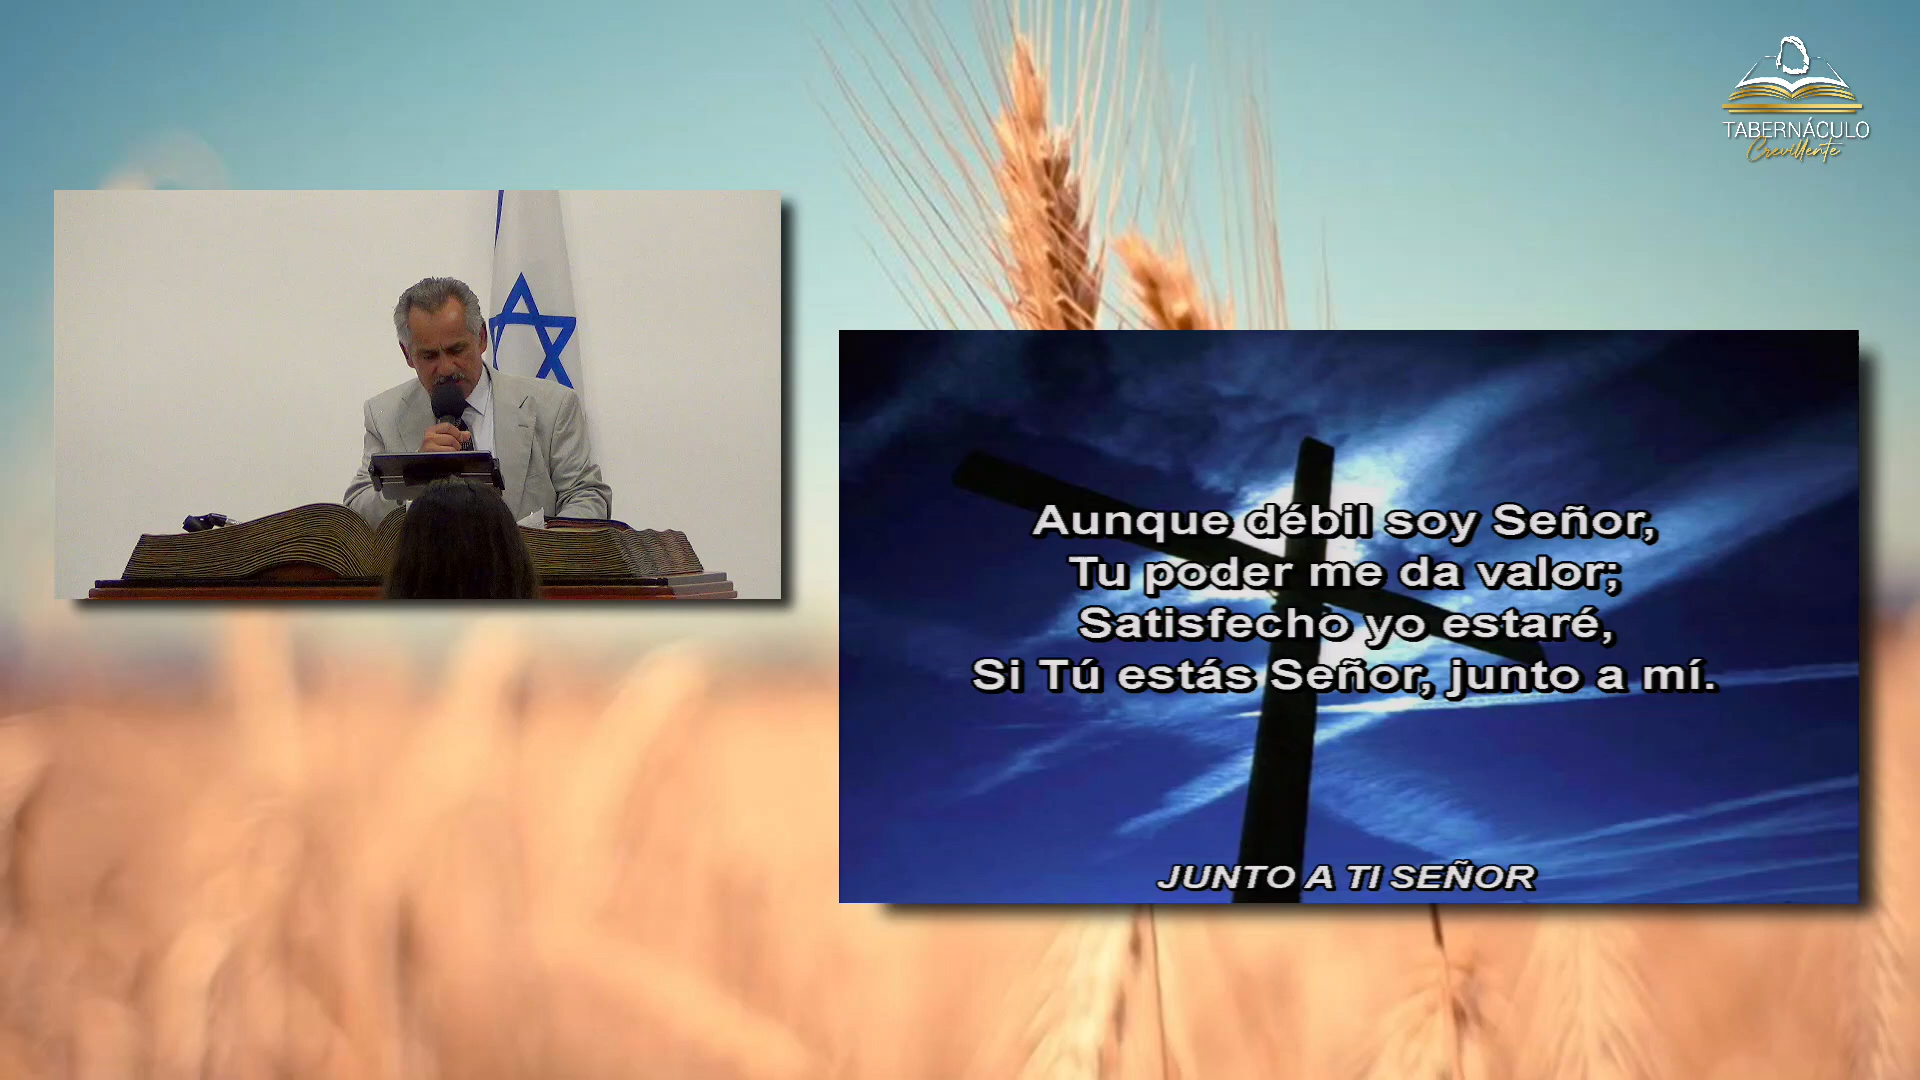 TABERNÁCULO
Crevillente
Aunque débil soy Señor,
Tu poder me da valor;
Satisfecho yo estaré,
Si Tú estás Señor, junto a mí.
JUNTO A TI SEÑOR